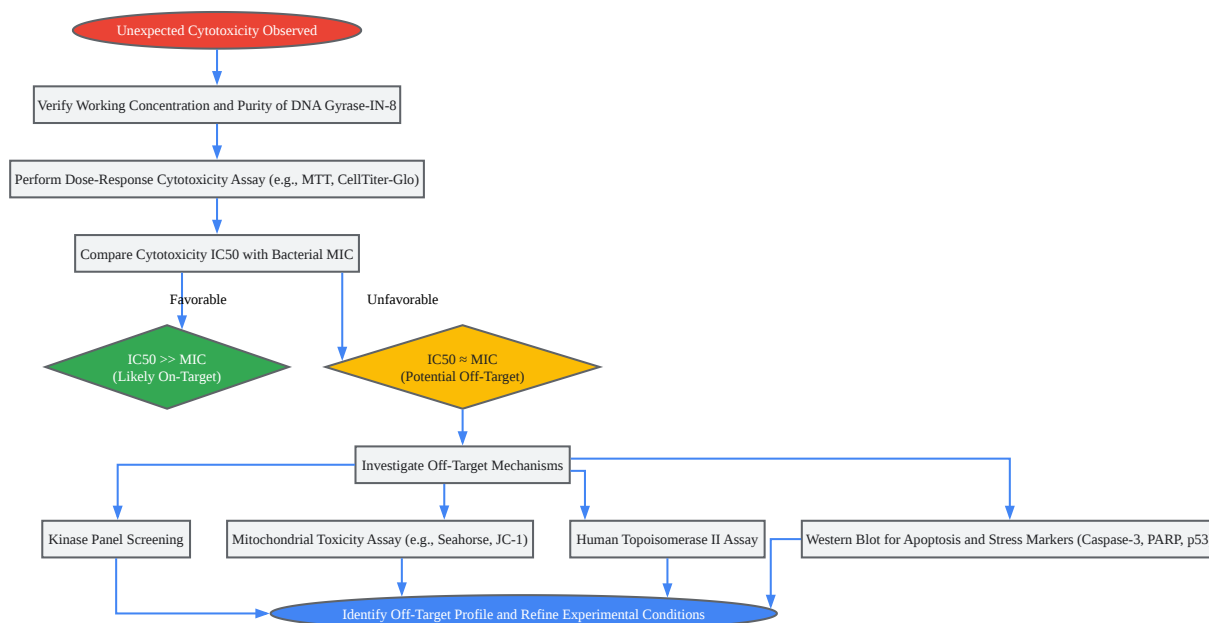 Unexpected Cytotoxicity Observed
Verify Working Concentration and Purity of DNA Gyrase-IN-8
Perform Dose-Response Cytotoxicity Assay (e.g., MTT, CellTiter-Glo)
Compare Cytotoxicity IC50 with Bacterial MIC
Favorable
Unfavorable
IC50 >> MIC
(Likely On-Target)
IC50 ≈ MIC
(Potential Off-Target)
Investigate Off-Target Mechanisms
Kinase Panel Screening
Mitochondrial Toxicity Assay (e.g., Seahorse, JC-1)
Human Topoisomerase II Assay
Western Blot for Apoptosis and Stress Markers (Caspase-3, PARP, p53
Identify Off-Target Profile and Refine Experimental Conditions